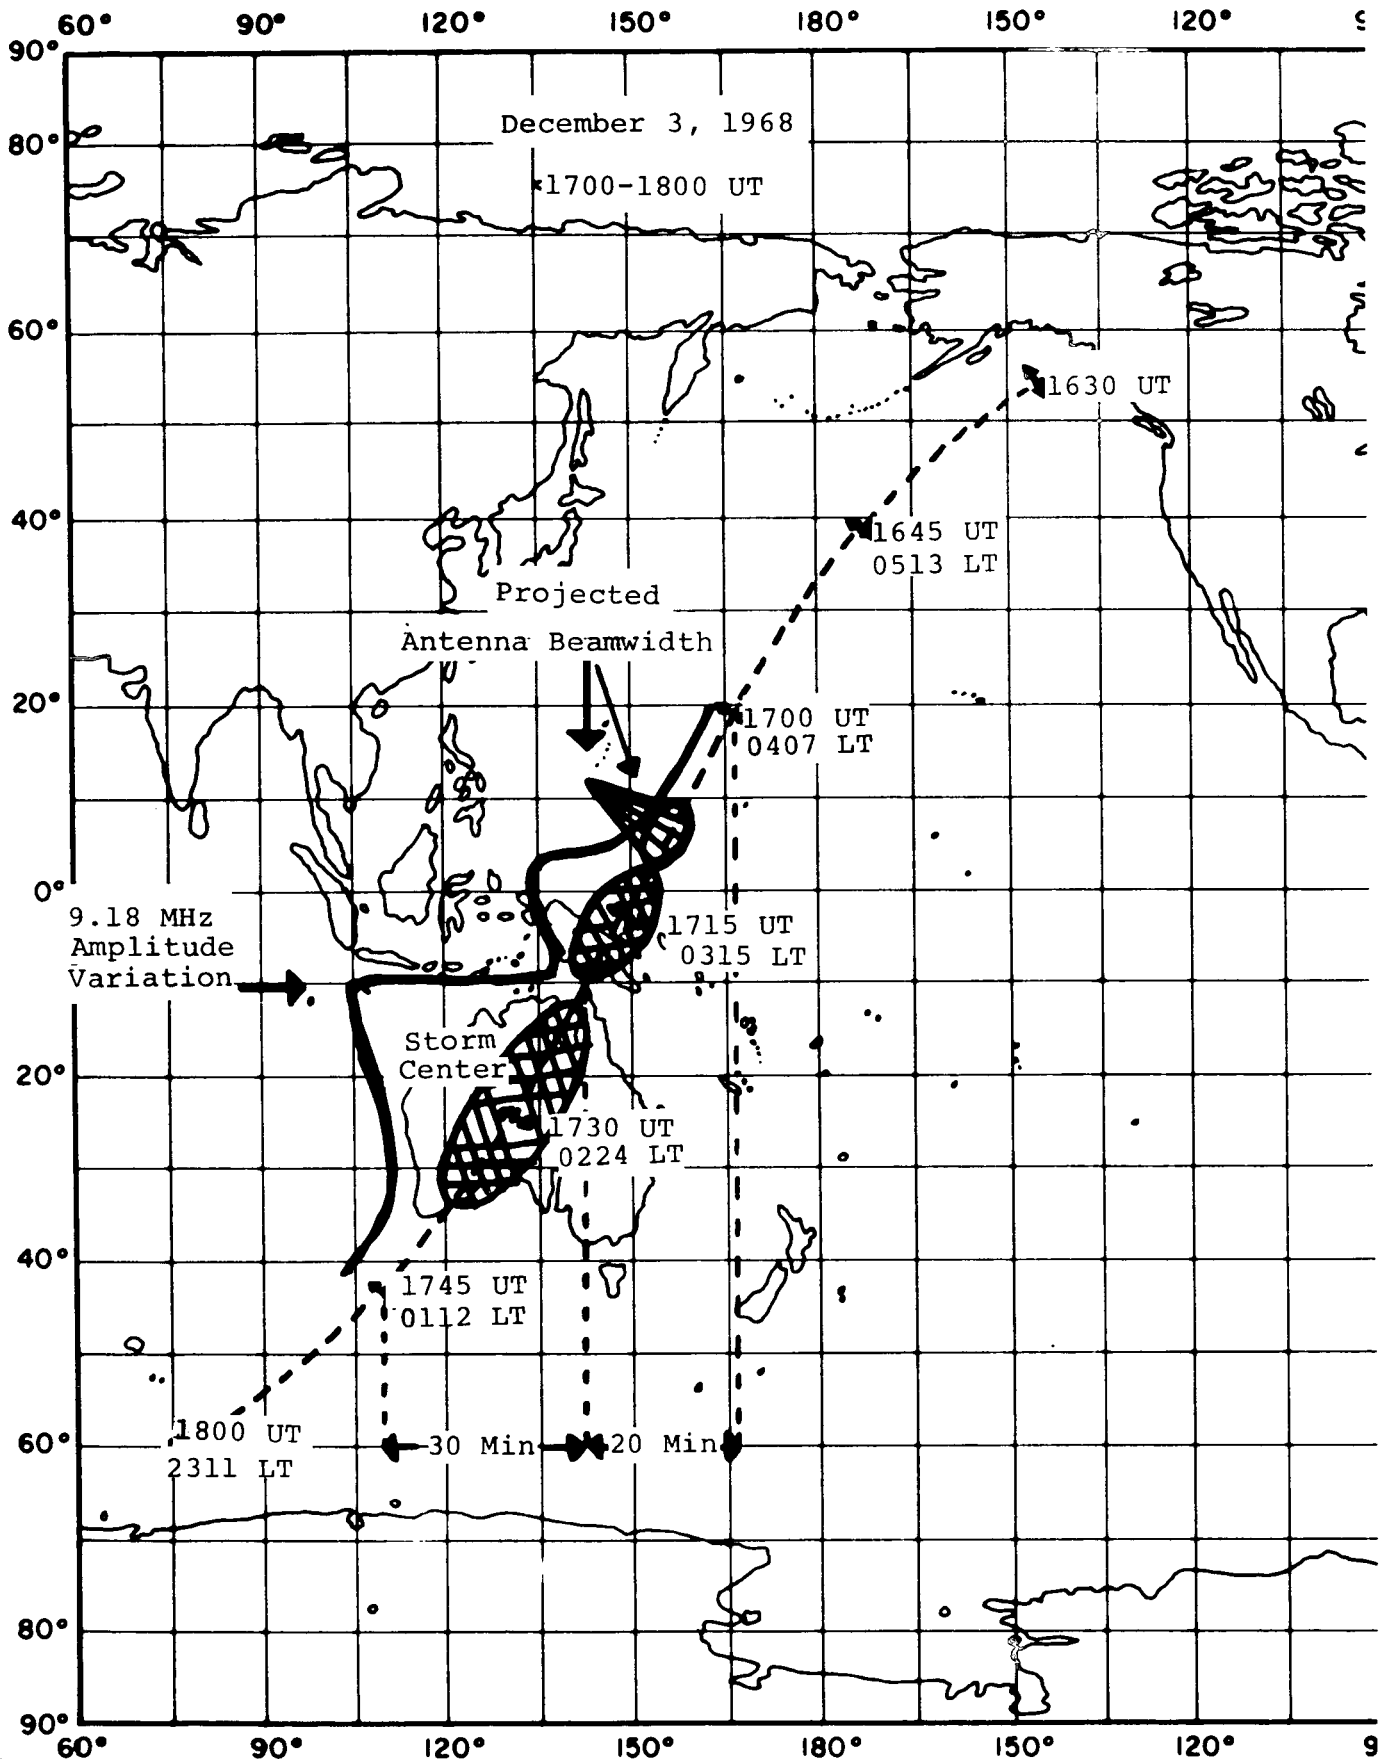 60° 90° 120° 150° 180° 150° 120° 9
90°
December 3, 1968
80°
1700-1800 UT
60°
1630 UT
40°
1645 UT
0513 LT
Projected
Antenna Beamwidth
20°
1700 UT
0407 LT
0°
9.18 MHz
Amplitude
Variation
1715 UT
0315 LT
Storm
Center
20°
1730 UT
0224 LT
40°
1745 UT
0112 LT
1800 UT
2311 LT
60°
30 Min
20 Min
80°
90°
60° 90° 120° 150° 180° 150° 120° 9